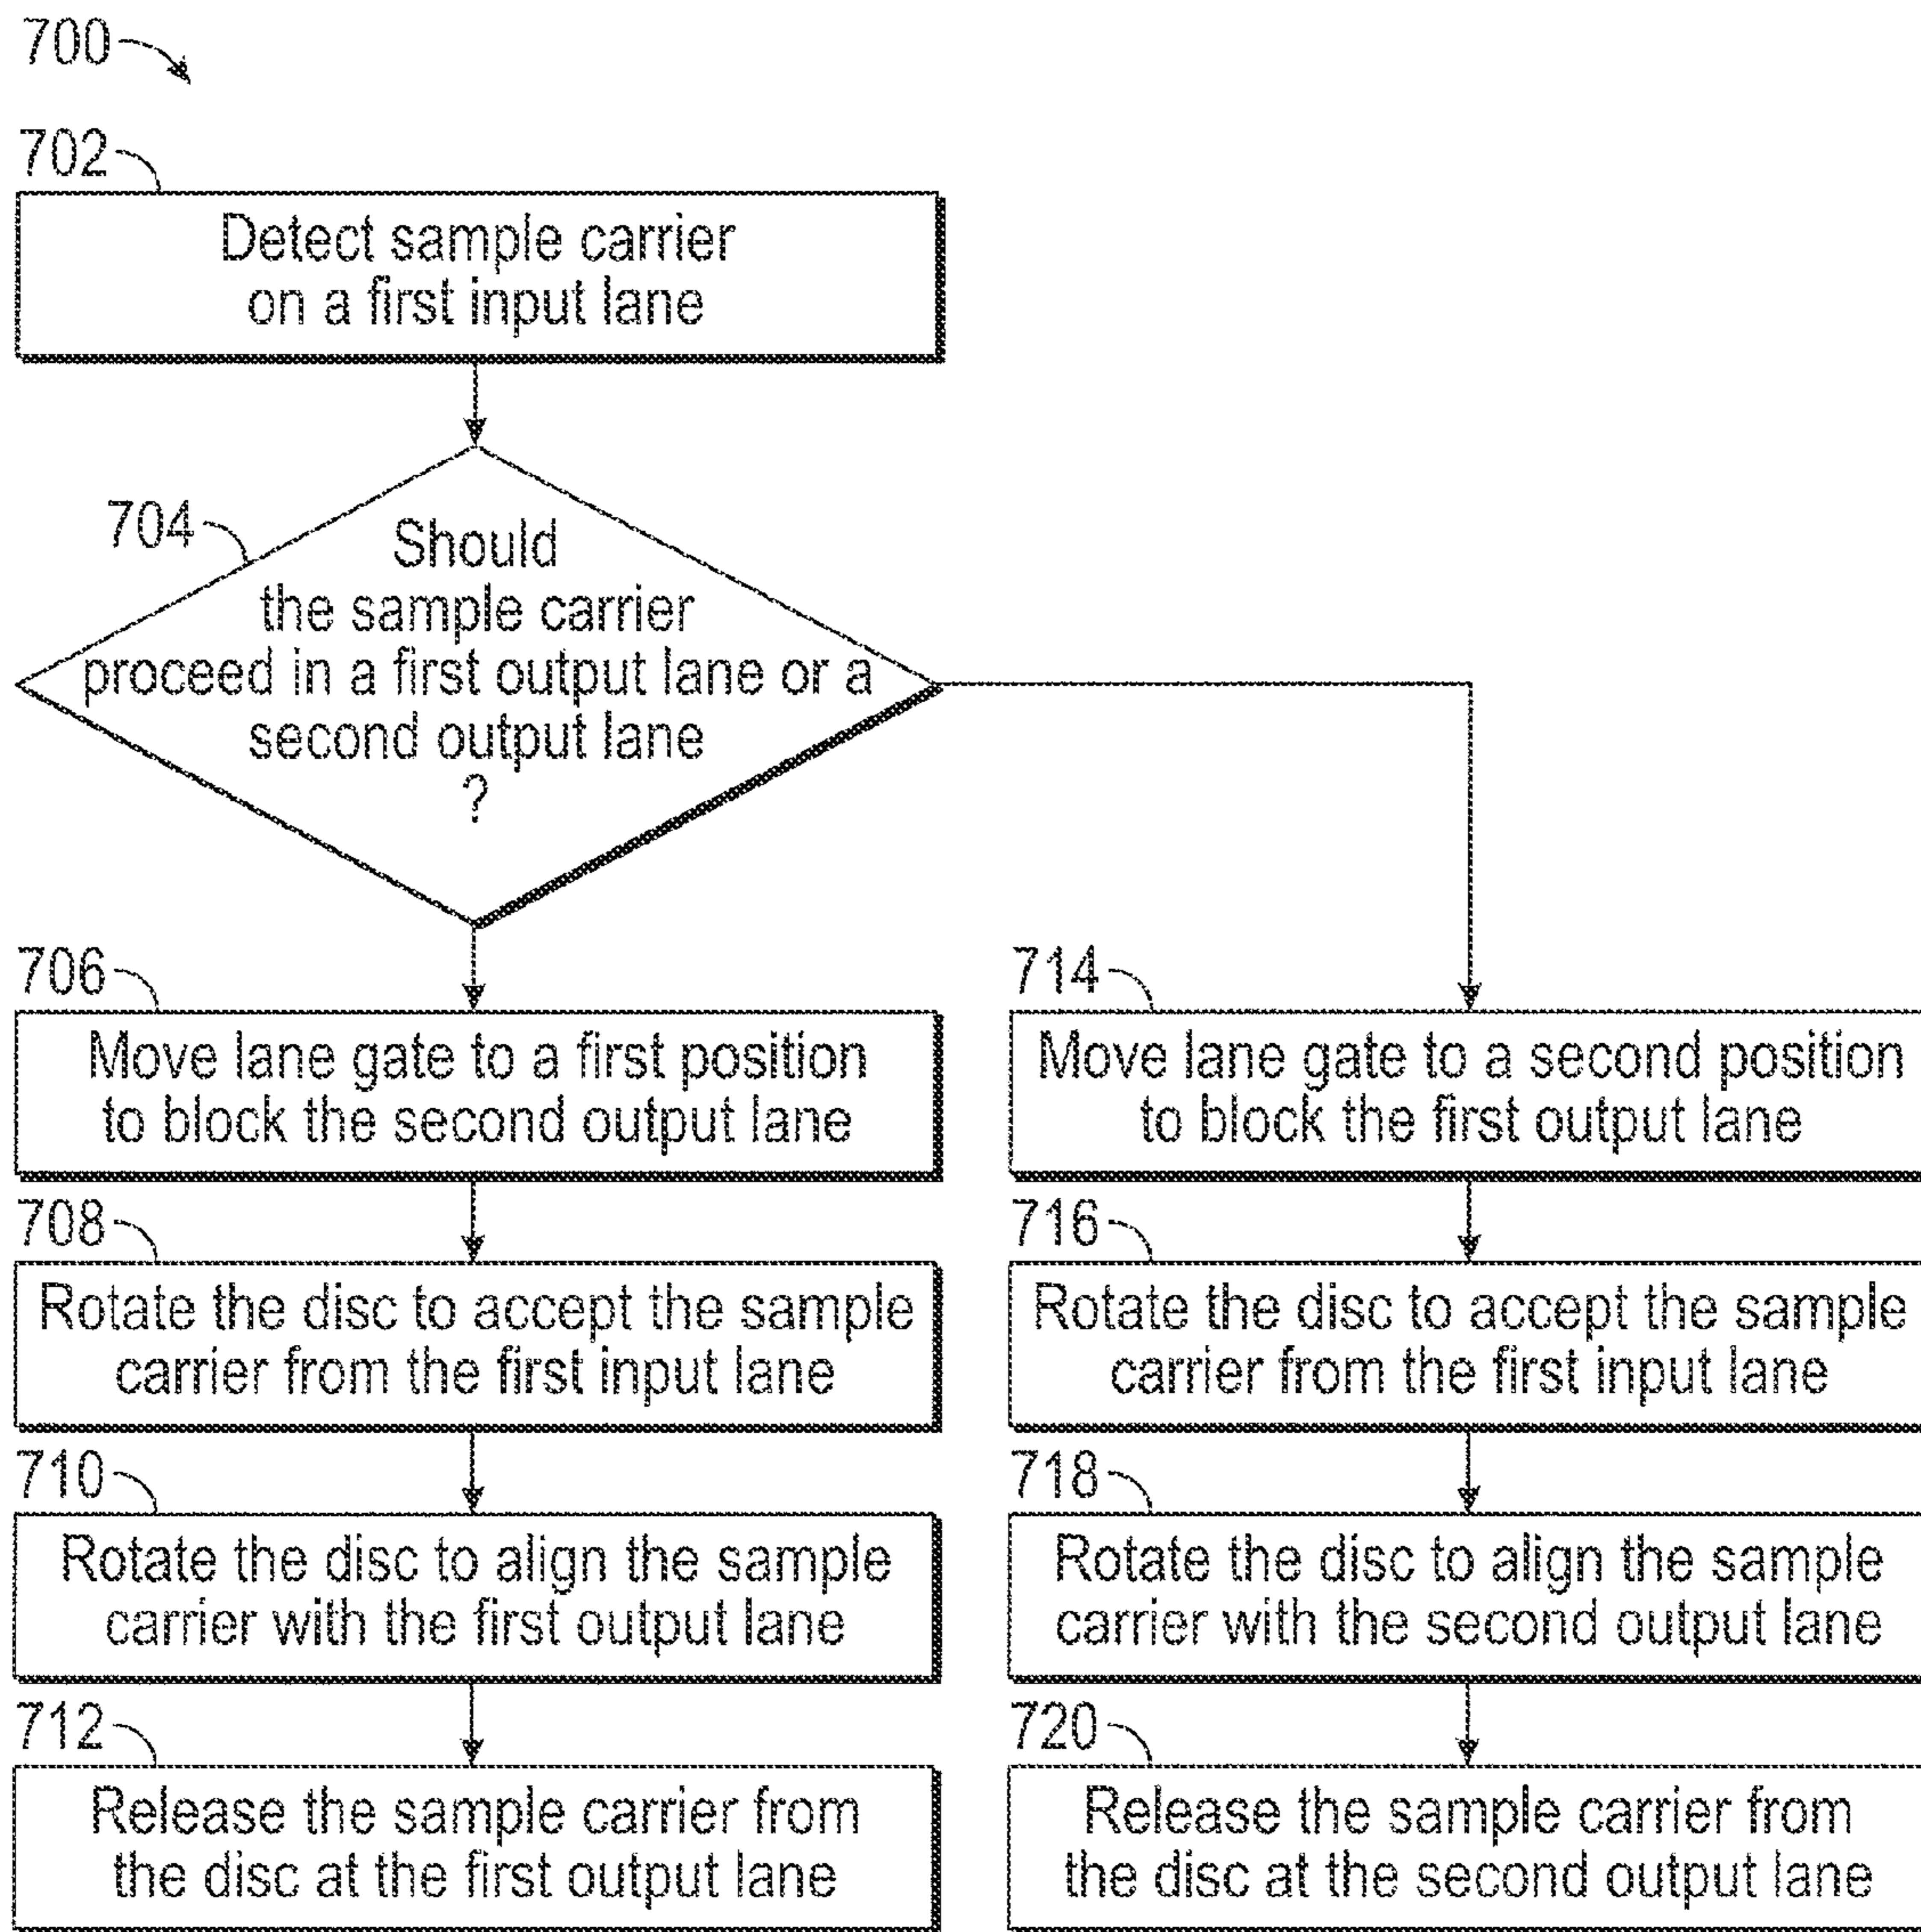 700
702
Detect sample carrier
on a first input lane
704
Should
the sample carrier
proceed in a first output lane or a
second output lane
?
706
Move lane gate to a first position
to block the second output lane
708
Rotate the disc to accept the sample
carrier from the first input lane
710
Rotate the disc to align the sample
carrier with the first output lane
712
Release the sample carrier from
the disc at the first output lane
714
Move lane gate to a second position
to block the first output lane
716
Rotate the disc to accept the sample
carrier from the first input lane
718
Rotate the disc to align the sample
carrier with the second output lane
720
Release the sample carrier from
the disc at the second output lane